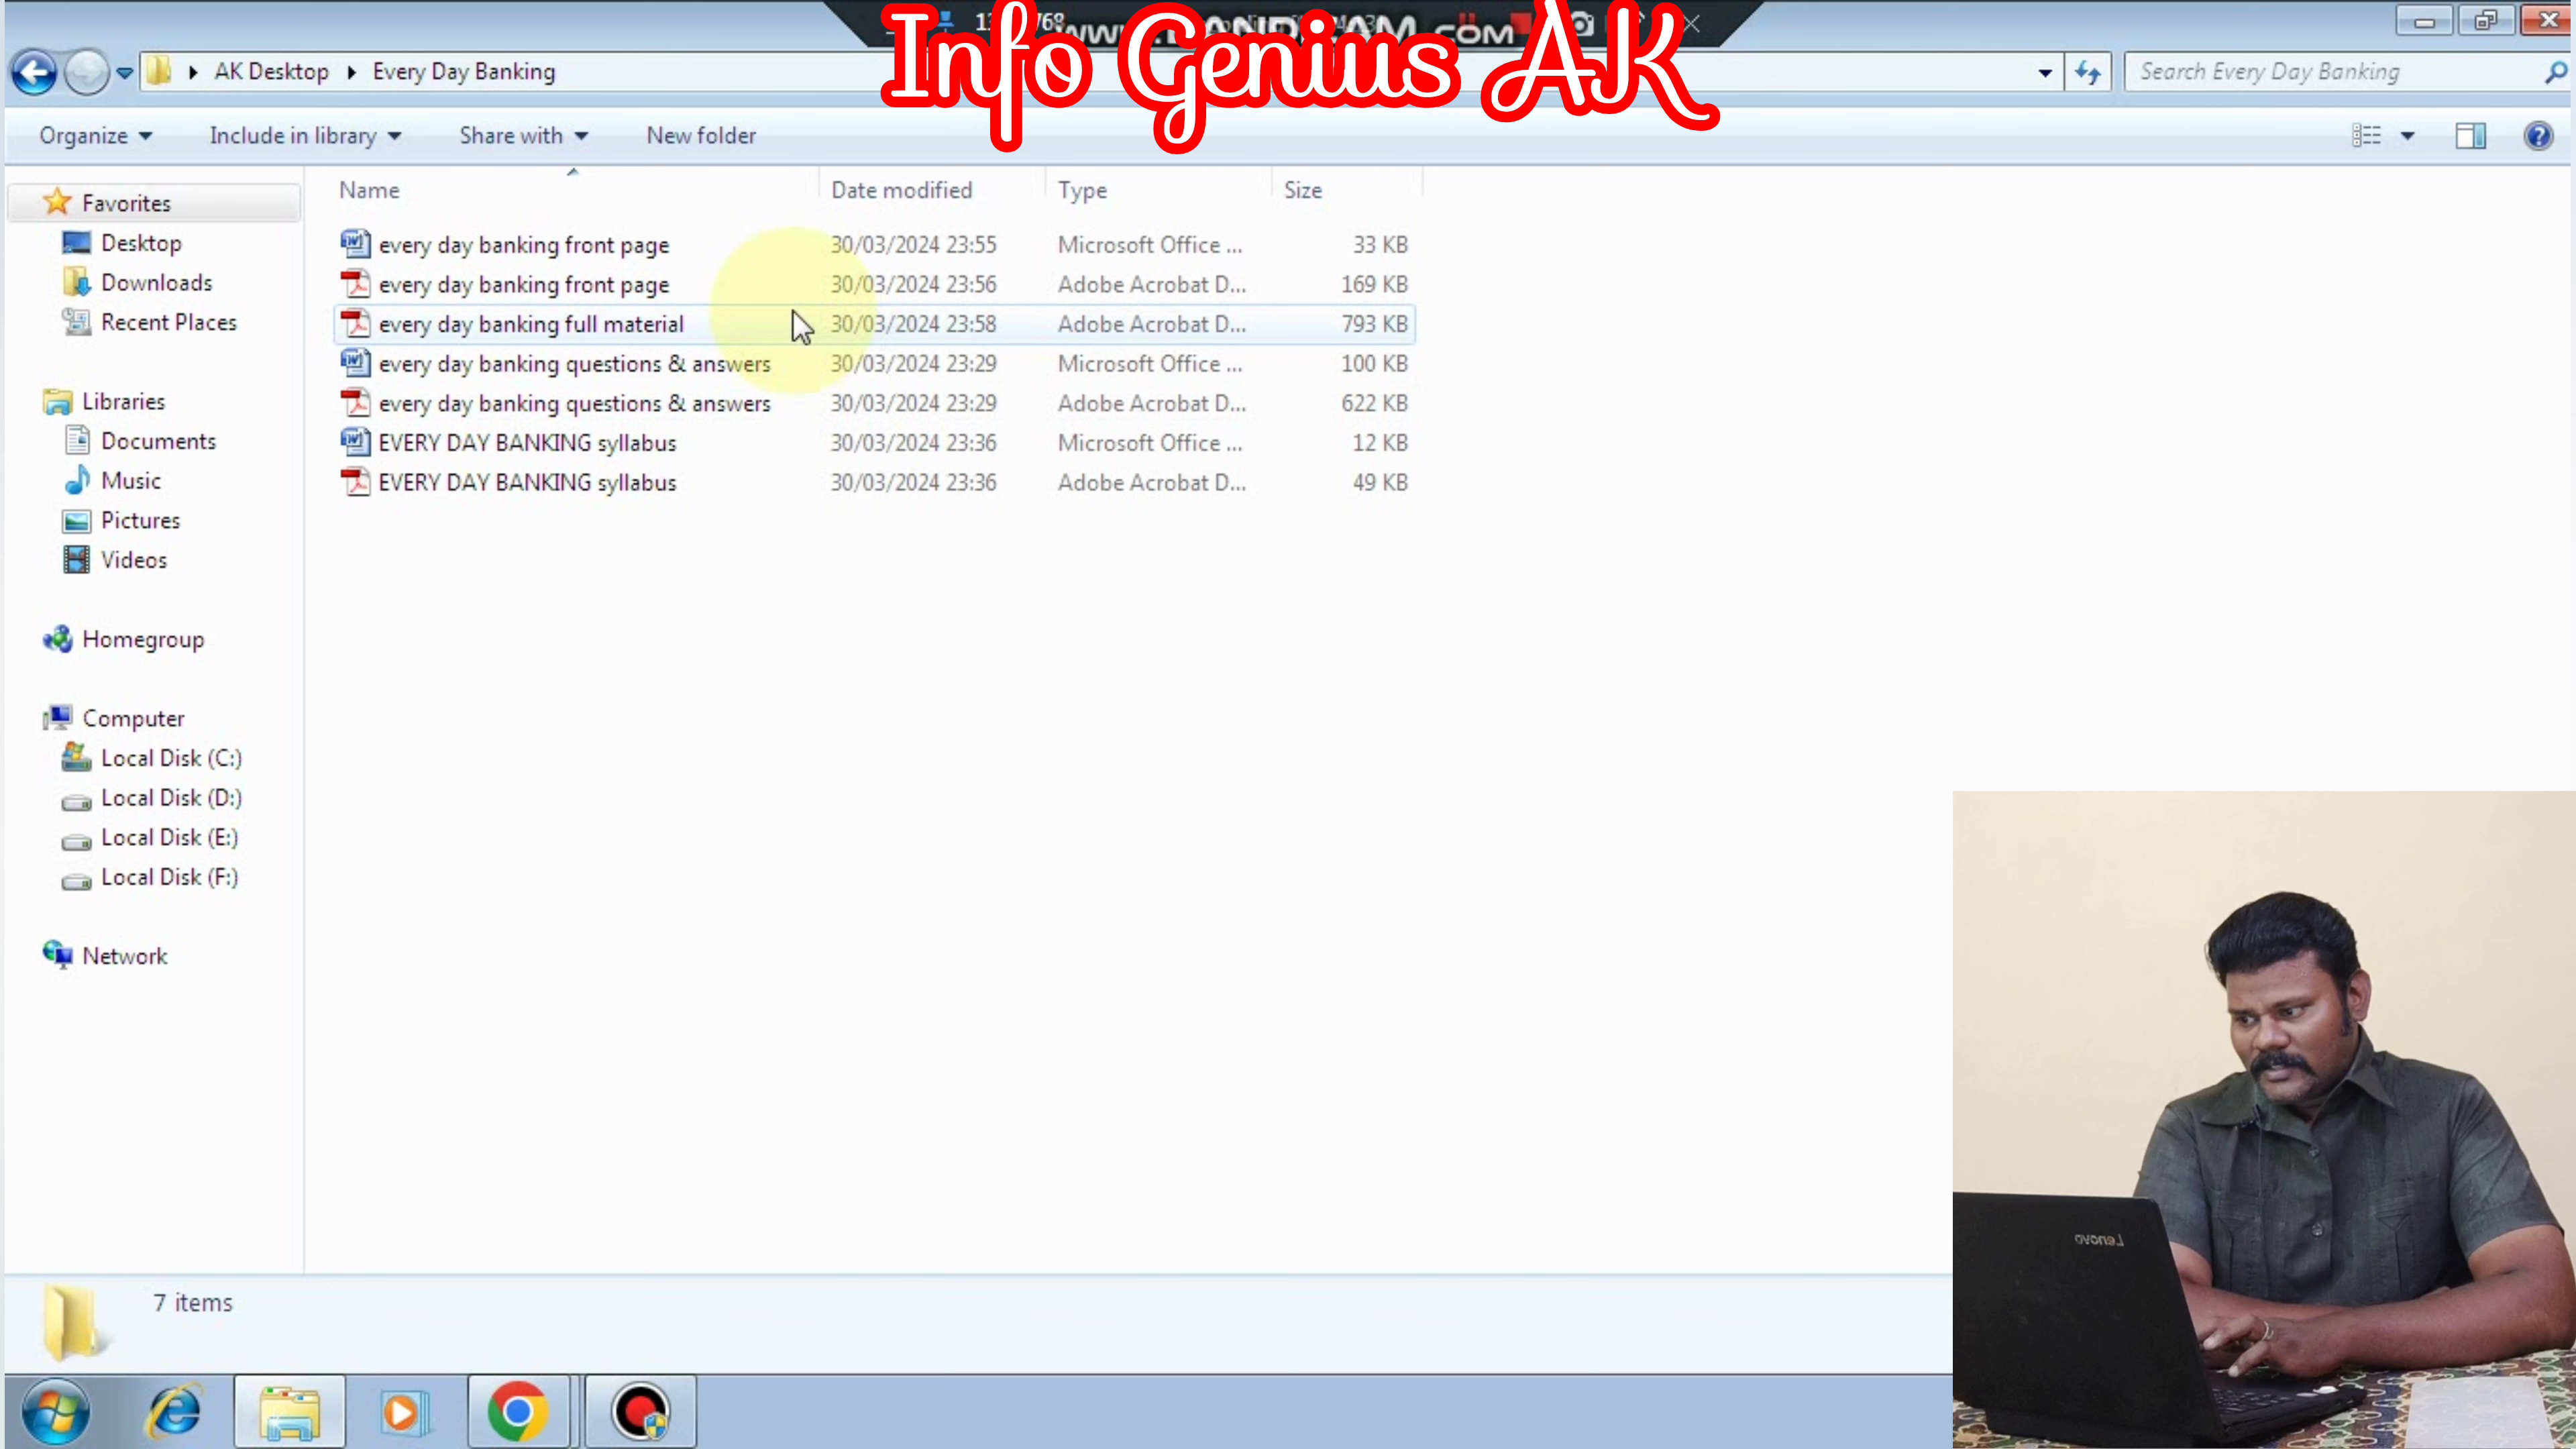 Info Genius AK
AK Desktop Every Day Banking
Search Every Day Banking
Organize Include in library Share with New folder
Name Date modified Type Size
Favorites
Desktop
Downloads
Recent Places
Libraries
Documents
Music
Pictures
Videos
Homegroup
Computer
Local Disk (C:)
Local Disk (D:)
Local Disk (E:)
Local Disk (F:)
Network
every day banking front page 30/03/2024 23:55 Microsoft Office ... 33 KB
every day banking front page 30/03/2024 23:56 Adobe Acrobat D... 169 KB
every day banking full material 30/03/2024 23:58 Adobe Acrobat D... 793 KB
every day banking questions & answers 30/03/2024 23:29 Microsoft Office ... 100 KB
every day banking questions & answers 30/03/2024 23:29 Adobe Acrobat D... 622 KB
EVERY DAY BANKING syllabus 30/03/2024 23:36 Microsoft Office ... 12 KB
EVERY DAY BANKING syllabus 30/03/2024 23:36 Adobe Acrobat D... 49 KB
7 items
Lenovo